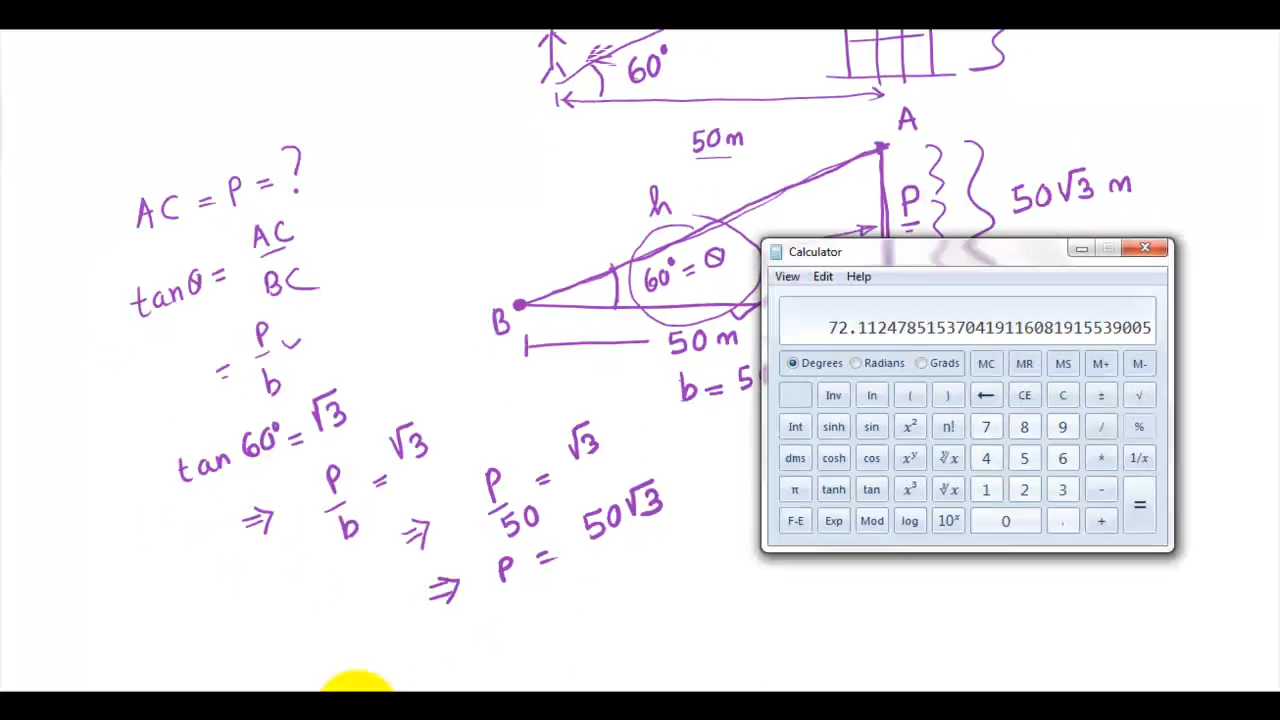 60°
50 m
A
AC = P = ?
h
P
50√3 m
tanθ = AC / BC
60° = θ
B
50 m
= P / b
b = 5
tan 60° = √3
⇒ P / b = √3 ⇒ P / 50 = √3
⇒ P = 50√3
Calculator
View Edit Help
72.112478515370419116081915539005
Degrees Radians Grads MC MR MS M+ M-
Inv ln ( ) ← CE C ± √
Int sinh sin x² n! 7 8 9 / %
dms cosh cos xʸ ʸ√x 4 5 6 * 1/x
π tanh tan x³ ³√x 1 2 3 - =
F-E Exp Mod log 10ˣ 0 . +